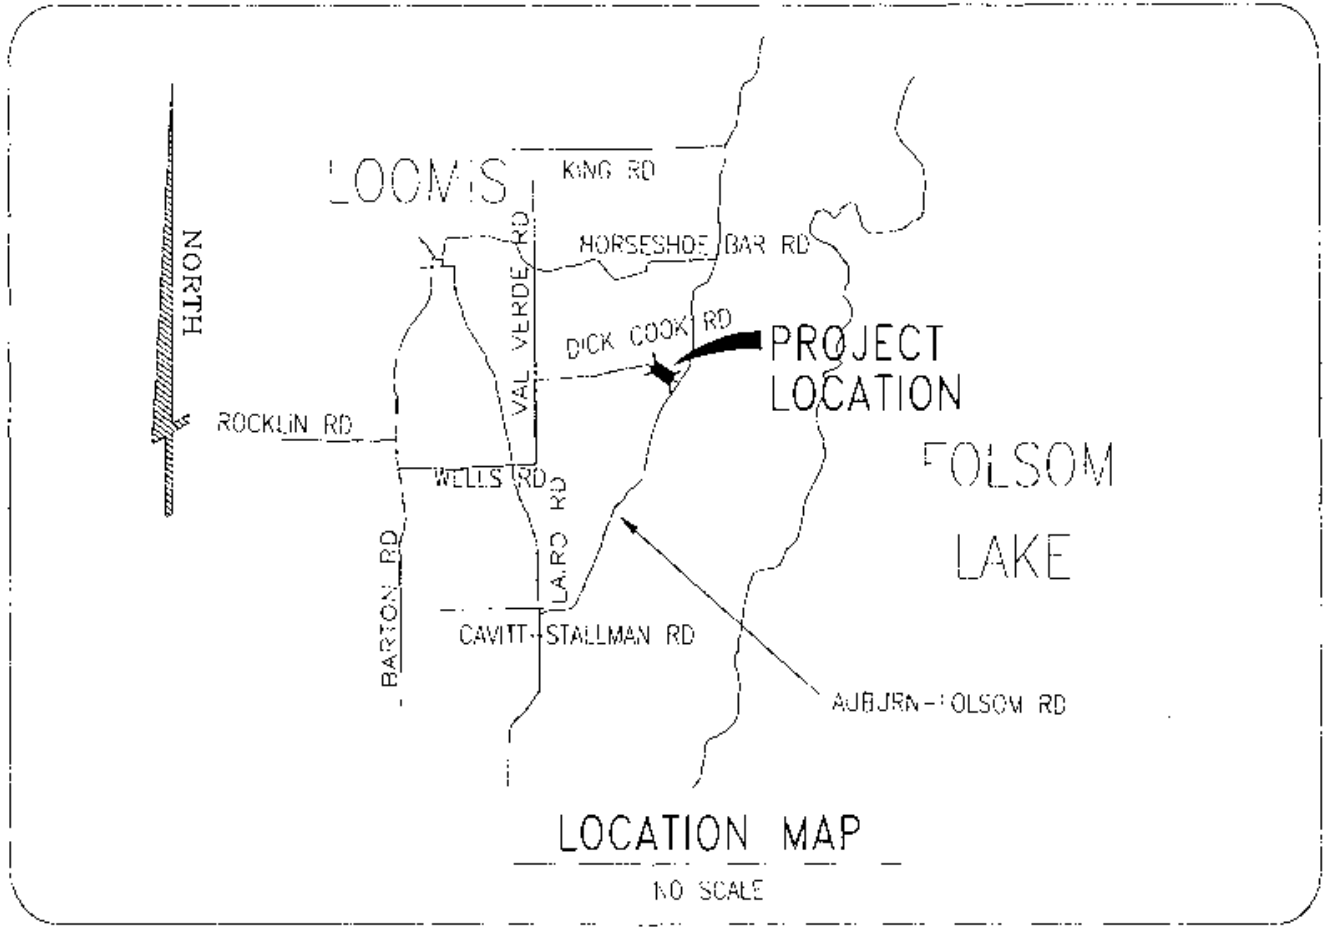 LOOMIS
KING RD
HORSESHOE BAR RD
NORTH
VAL VERDE RD
DICK COOK RD
PROJECT
LOCATION
ROCKLIN RD
WELLS RD
FOLSOM
LAKE
BARTON RD
LAIRD RD
CAVITT-STALLMAN RD
AUBURN-FOLSOM RD
LOCATION MAP
NO SCALE